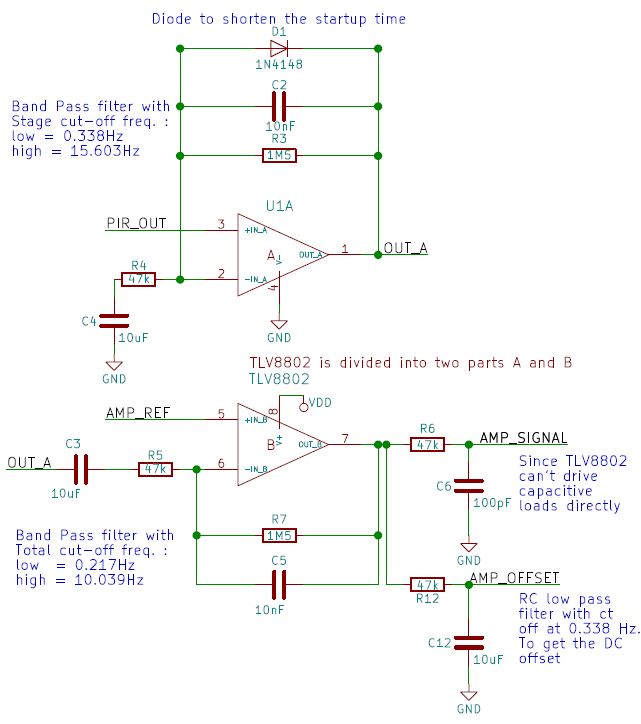 Diode to shorten the startup time
D1
1N4148
C2
10nF
R3
1M5
Band Pass filter with
Stage cut-off freq. :
low = 0.338Hz
high = 15.603Hz
U1A
PIR_OUT
3
+IN_A
A
V-
OUT_A
1
OUT_A
R4
47k
2
-IN_A
4
C4
10uF
GND
GND
TLV8802 is divided into two parts A and B
TLV8802
VDD
8
AMP_REF
5
+IN_B
B
V+
OUT_B
7
R6
47k
AMP_SIGNAL
OUT_A
C3
10uF
R5
47k
6
-IN_B
C6
100pF
GND
Since TLV8802
can't drive
capacitive
loads directly
Band Pass filter with
Total cut-off freq. :
low = 0.217Hz
high = 10.039Hz
R7
1M5
C5
10nF
47k
R12
AMP_OFFSET
C12
10uF
GND
RC low pass
filter with ct
off at 0.338 Hz.
To get the DC
offset